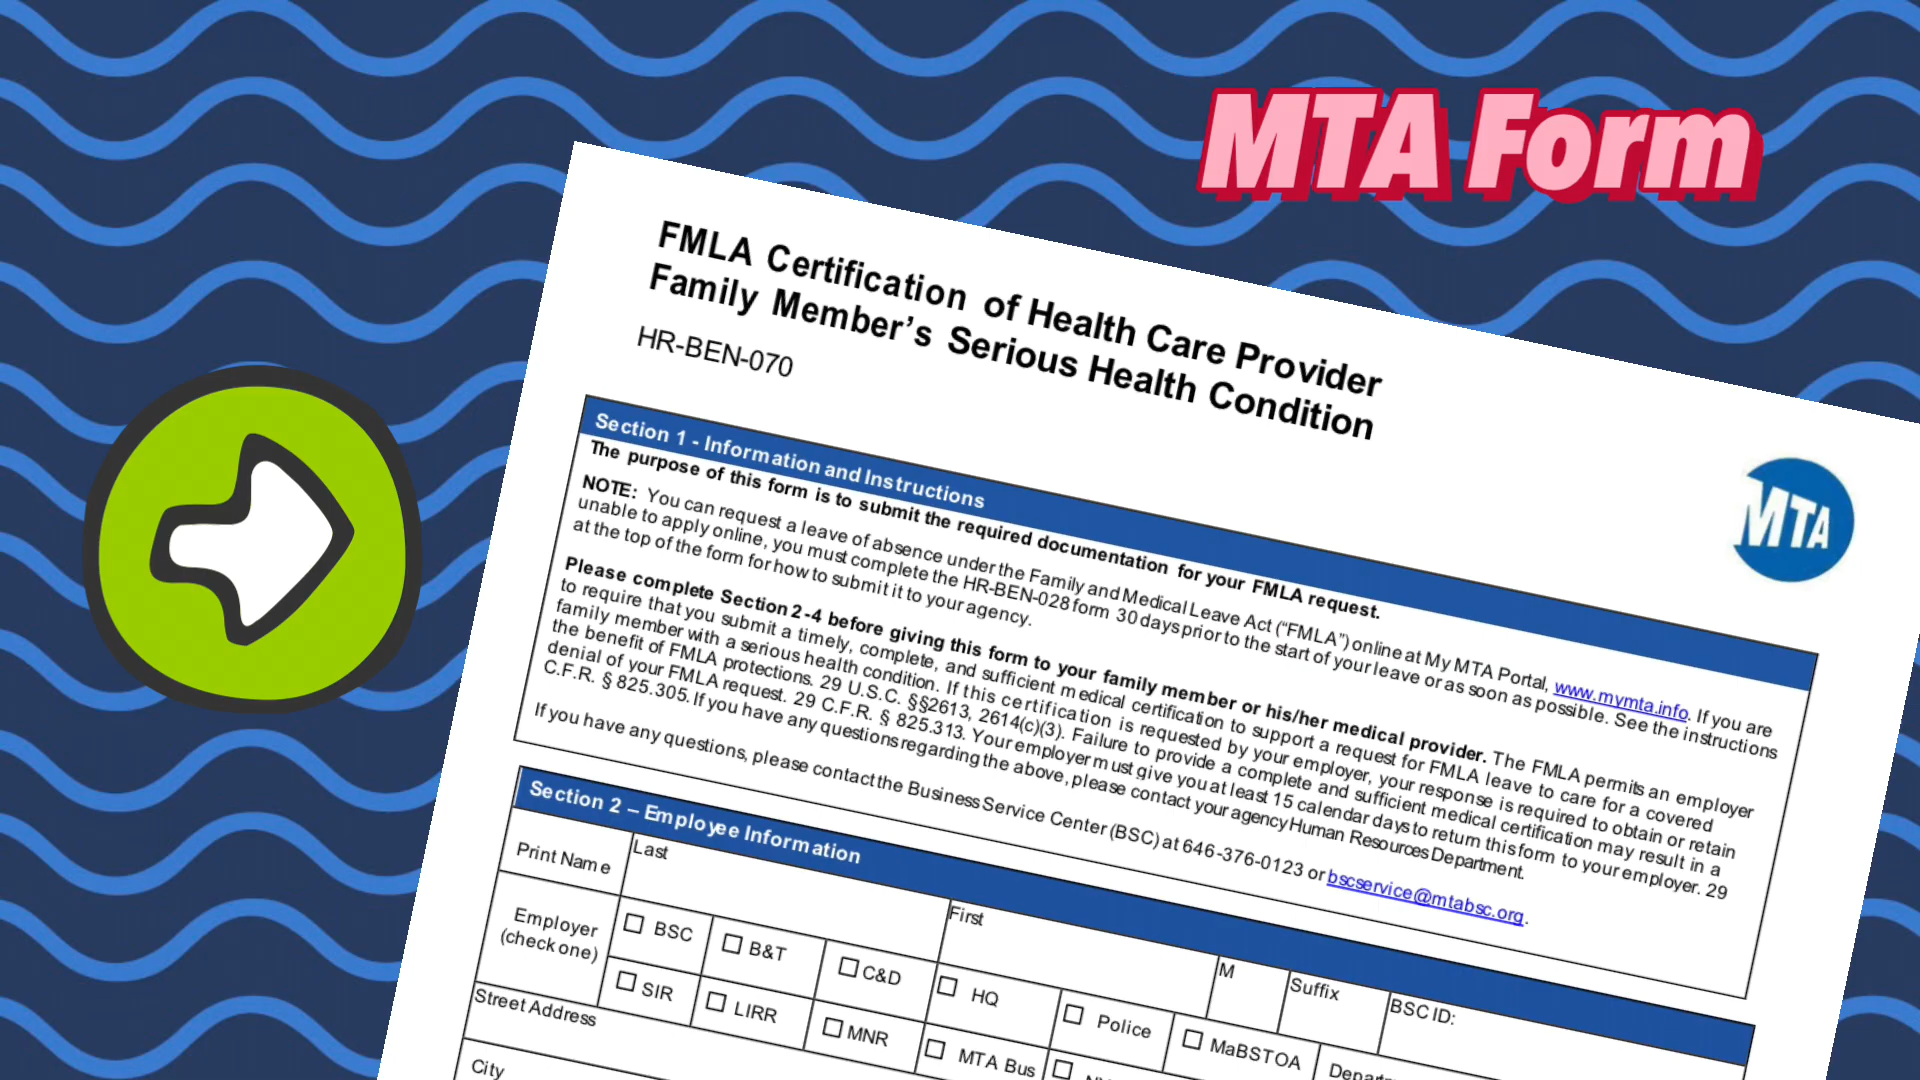 MTA Form
FMLA Certification of Health Care Provider
Family Member’s Serious Health Condition
HR-BEN-070
MTA
Section 1 - Information and Instructions
The purpose of this form is to submit the required documentation for your FMLA request.
NOTE: You can request a leave of absence under the Family and Medical Leave Act (“FMLA”) online at My MTA Portal, www.mymta.info. If you are
unable to apply online, you must complete the HR-BEN-028 form 30 days prior to the start of your leave or as soon as possible. See the instructions
at the top of the form for how to submit it to your agency.
Please complete Section 2-4 before giving this form to your family member or his/her medical provider. The FMLA permits an employer
to require that you submit a timely, complete, and sufficient medical certification to support a request for FMLA leave to care for a covered
family member with a serious health condition. If this certification is requested by your employer, your response is required to obtain or retain
the benefit of FMLA protections. 29 U.S.C. §§2613, 2614(c)(3). Failure to provide a complete and sufficient medical certification may result in a
denial of your FMLA request. 29 C.F.R. § 825.313. Your employer must give you at least 15 calendar days to return this form to your employer. 29
C.F.R. § 825.305. If you have any questions regarding the above, please contact your agency Human Resources Department.
If you have any questions, please contact the Business Service Center (BSC) at 646-376-0123 or bscservice@mtabsc.org.
Section 2 – Employee Information
Print Name Last First M Suffix BSC ID:
Employer
(check one)
BSC B&T C&D HQ Police MaBSTOA
SIR LIRR MNR MTA Bus
Street Address
City